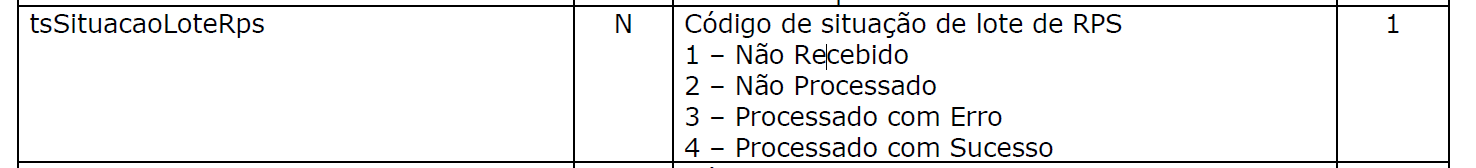 tsSituacaoLoteRps N Código de situação de lote de RPS 1
1 – Não Recebido
2 – Não Processado
3 – Processado com Erro
4 – Processado com Sucesso